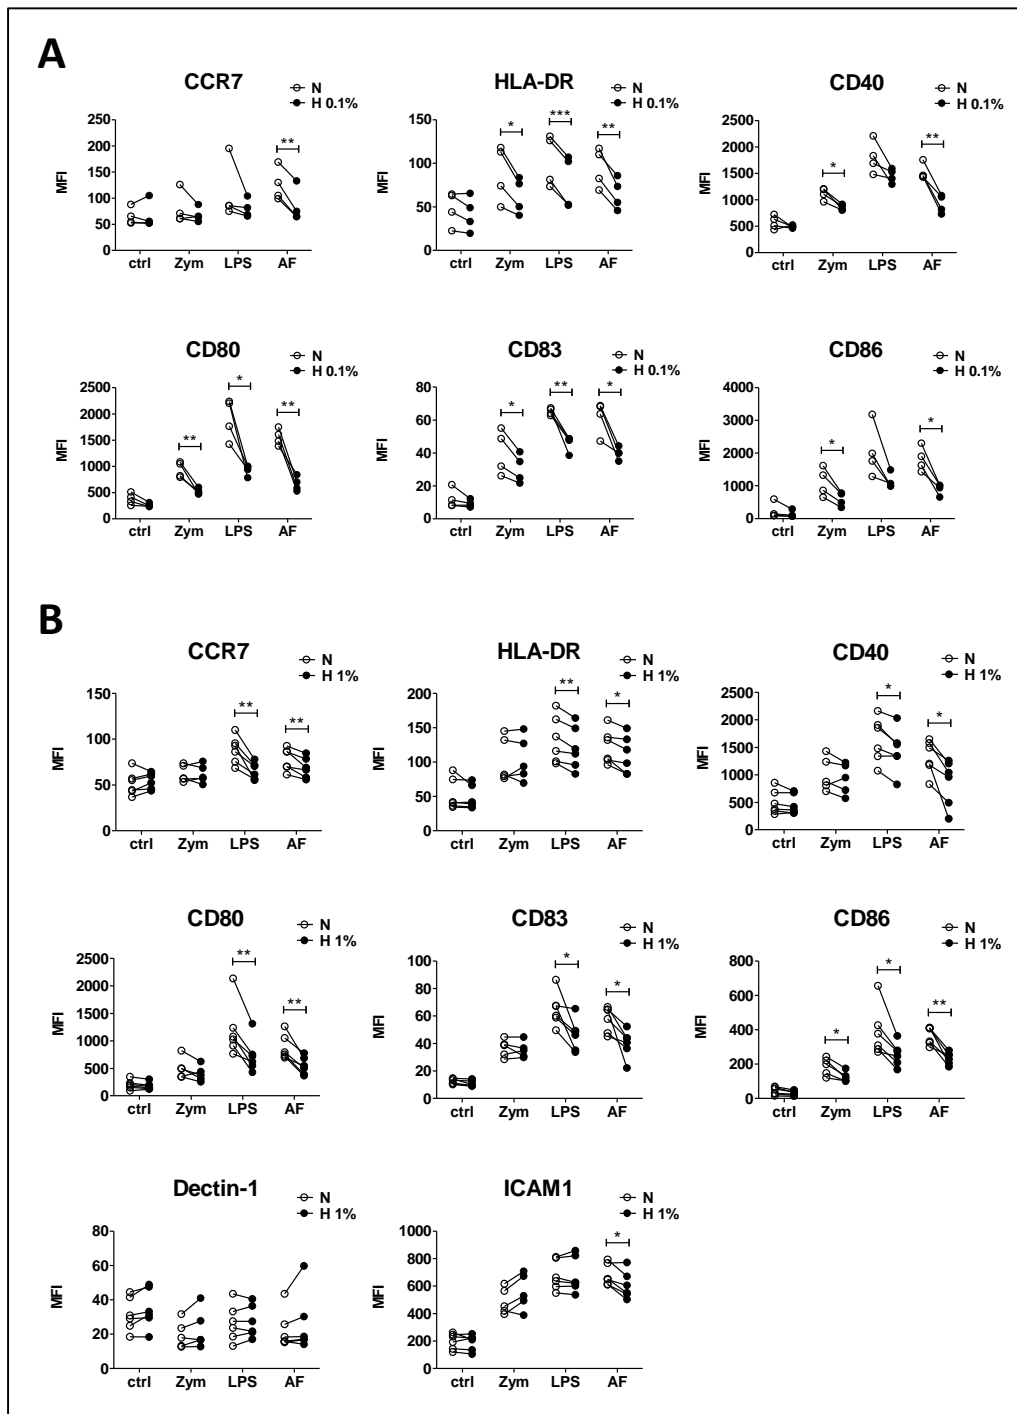 A
CCR7
N
H 0.1%
MFI
250
200
150
100
50
0
**
ctrl Zym LPS AF
HLA-DR
N
H 0.1%
MFI
150
100
50
0
* *** **
ctrl Zym LPS AF
CD40
N
H 0.1%
MFI
2500
2000
1500
1000
500
0
* **
ctrl Zym LPS AF
CD80
N
H 0.1%
MFI
2500
2000
1500
1000
500
0
** * **
ctrl Zym LPS AF
CD83
N
H 0.1%
MFI
80
60
40
20
0
* ** *
ctrl Zym LPS AF
CD86
N
H 0.1%
MFI
4000
3000
2000
1000
0
* *
ctrl Zym LPS AF
B
CCR7
N
H 1%
MFI
150
100
50
0
** **
ctrl Zym LPS AF
HLA-DR
N
H 1%
MFI
200
150
100
50
0
** *
ctrl Zym LPS AF
CD40
N
H 1%
MFI
2500
2000
1500
1000
500
0
* *
ctrl Zym LPS AF
CD80
N
H 1%
MFI
2500
2000
1500
1000
500
0
** **
ctrl Zym LPS AF
CD83
N
H 1%
MFI
100
80
60
40
20
0
* *
ctrl Zym LPS AF
CD86
N
H 1%
MFI
800
600
400
200
0
* * **
ctrl Zym LPS AF
Dectin-1
N
H 1%
MFI
80
60
40
20
0
ctrl Zym LPS AF
ICAM1
N
H 1%
MFI
1000
800
600
400
200
0
*
ctrl Zym LPS AF